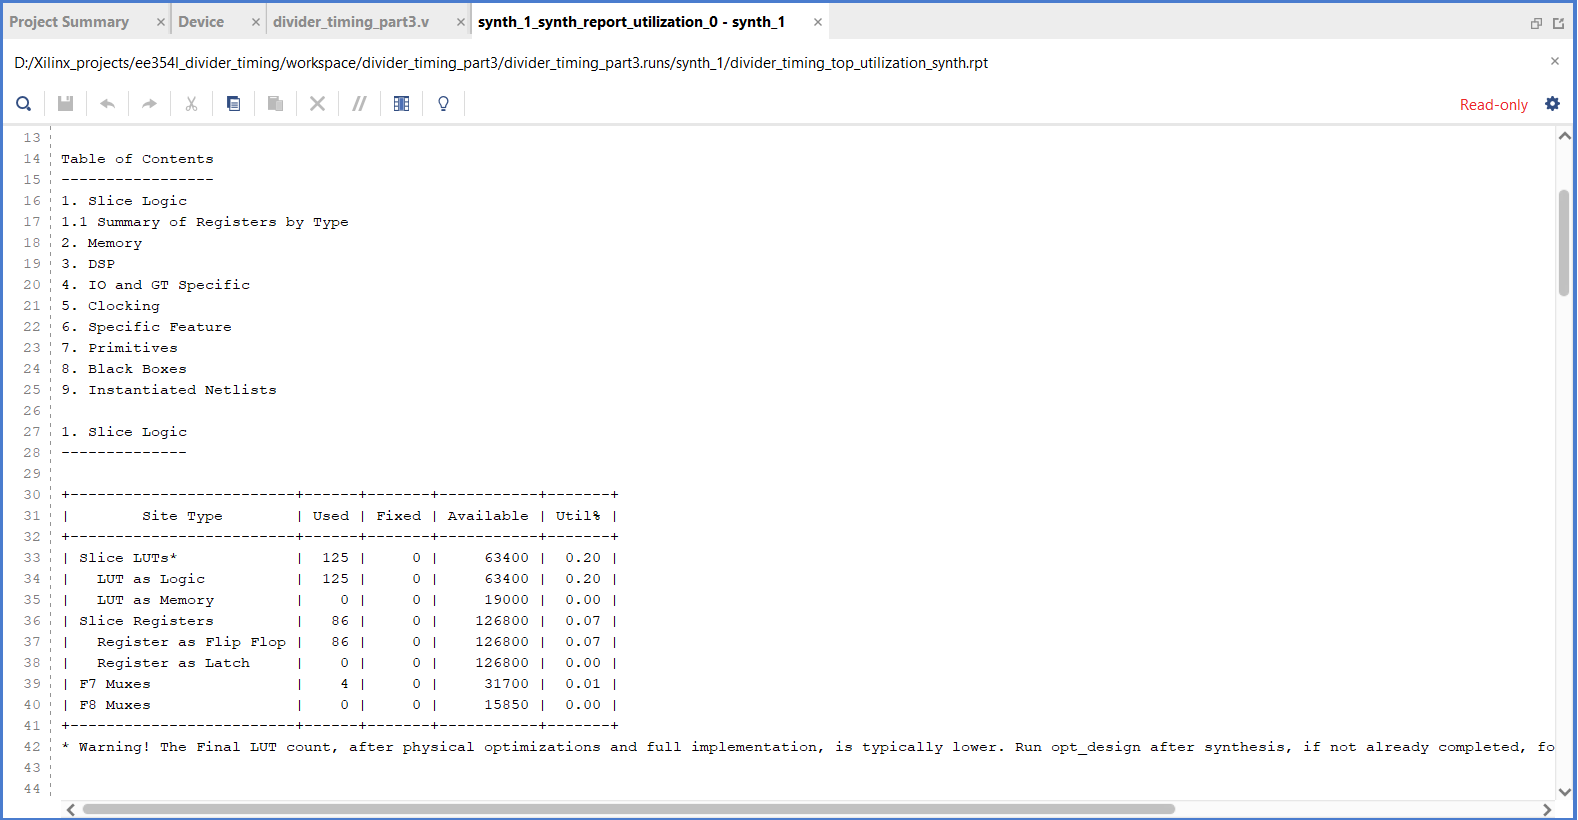 Project Summary × Device × divider_timing_part3.v × synth_1_synth_report_utilization_0 - synth_1 ×
D:/Xilinx_projects/ee354l_divider_timing/workspace/divider_timing_part3/divider_timing_part3.runs/synth_1/divider_timing_top_utilization_synth.rpt
Read-only
13
14 Table of Contents
15 -----------------
16 1. Slice Logic
17 1.1 Summary of Registers by Type
18 2. Memory
19 3. DSP
20 4. IO and GT Specific
21 5. Clocking
22 6. Specific Feature
23 7. Primitives
24 8. Black Boxes
25 9. Instantiated Netlists
26
27 1. Slice Logic
28 --------------
29
30 +-------------------------+------+-------+-----------+-------+
31 |        Site Type        | Used | Fixed | Available | Util% |
32 +-------------------------+------+-------+-----------+-------+
33 | Slice LUTs*             |  125 |     0 |     63400 |  0.20 |
34 |   LUT as Logic          |  125 |     0 |     63400 |  0.20 |
35 |   LUT as Memory         |    0 |     0 |     19000 |  0.00 |
36 | Slice Registers         |   86 |     0 |    126800 |  0.07 |
37 |   Register as Flip Flop |   86 |     0 |    126800 |  0.07 |
38 |   Register as Latch     |    0 |     0 |    126800 |  0.00 |
39 | F7 Muxes                |    4 |     0 |     31700 |  0.01 |
40 | F8 Muxes                |    0 |     0 |     15850 |  0.00 |
41 +-------------------------+------+-------+-----------+-------+
42 * Warning! The Final LUT count, after physical optimizations and full implementation, is typically lower. Run opt_design after synthesis, if not already completed, fo
43
44